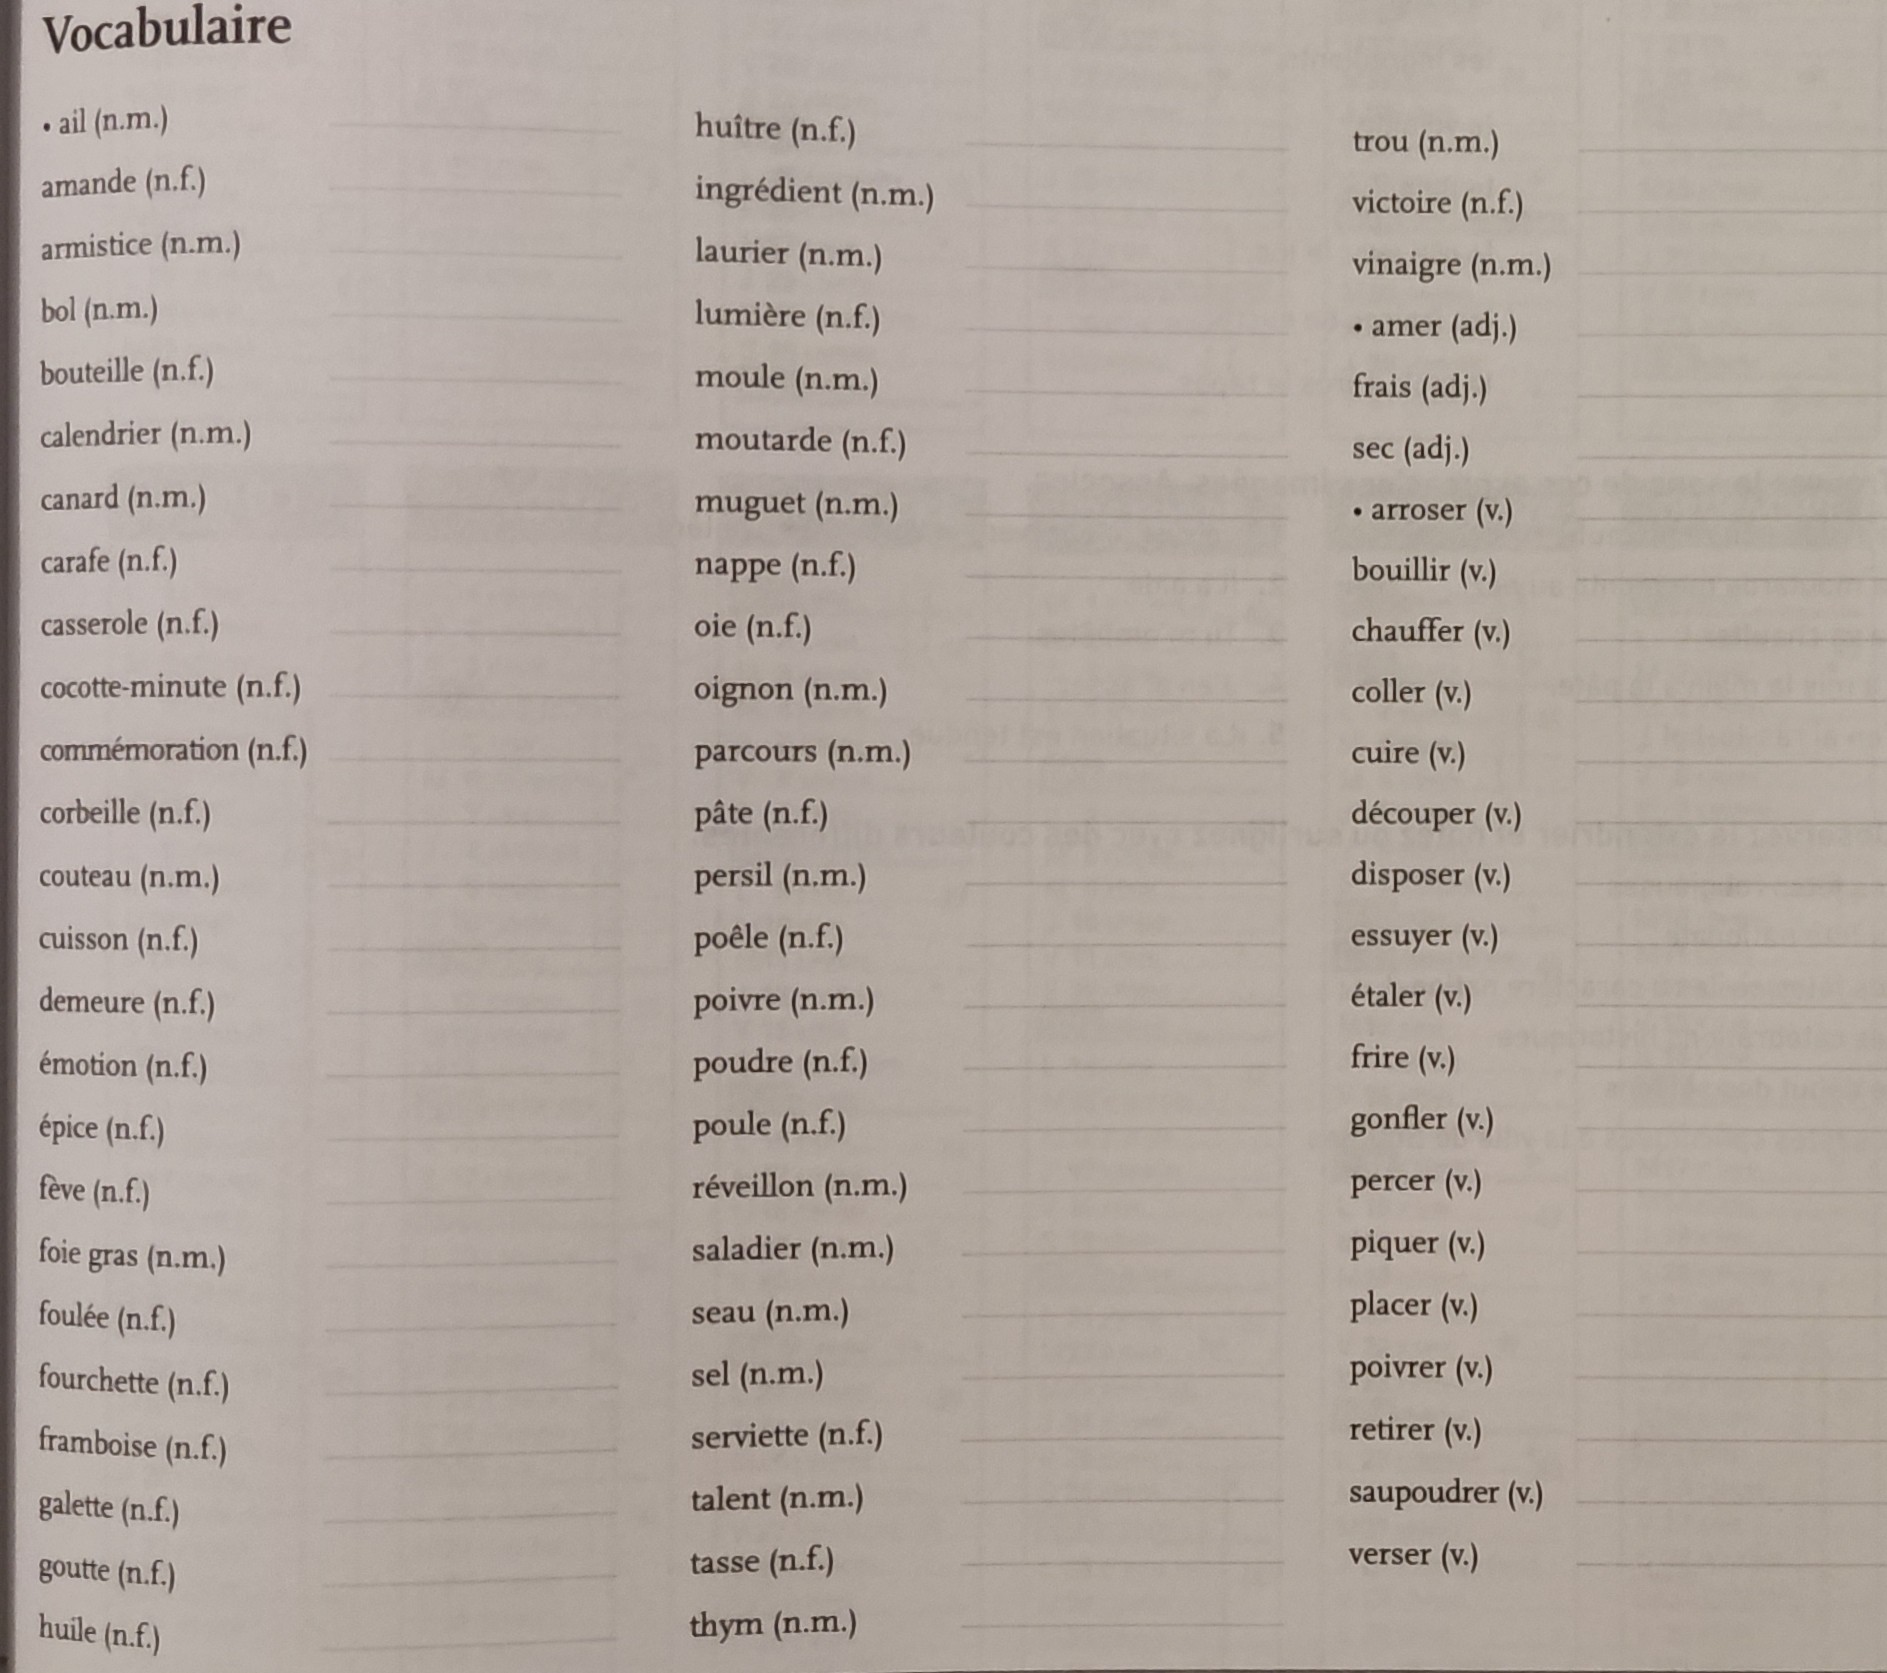 Vocabulaire
• ail (n.m.)
amande (n.f.)
armistice (n.m.)
bol (n.m.)
bouteille (n.f.)
calendrier (n.m.)
canard (n.m.)
carafe (n.f.)
casserole (n.f.)
cocotte-minute (n.f.)
commémoration (n.f.)
corbeille (n.f.)
couteau (n.m.)
cuisson (n.f.)
demeure (n.f.)
émotion (n.f.)
épice (n.f.)
fève (n.f.)
foie gras (n.m.)
foulée (n.f.)
fourchette (n.f.)
framboise (n.f.)
galette (n.f.)
goutte (n.f.)
huile (n.f.)
huître (n.f.)
ingrédient (n.m.)
laurier (n.m.)
lumière (n.f.)
moule (n.m.)
moutarde (n.f.)
muguet (n.m.)
nappe (n.f.)
oie (n.f.)
oignon (n.m.)
parcours (n.m.)
pâte (n.f.)
persil (n.m.)
poêle (n.f.)
poivre (n.m.)
poudre (n.f.)
poule (n.f.)
réveillon (n.m.)
saladier (n.m.)
seau (n.m.)
sel (n.m.)
serviette (n.f.)
talent (n.m.)
tasse (n.f.)
thym (n.m.)
trou (n.m.)
victoire (n.f.)
vinaigre (n.m.)
• amer (adj.)
frais (adj.)
sec (adj.)
• arroser (v.)
bouillir (v.)
chauffer (v.)
coller (v.)
cuire (v.)
découper (v.)
disposer (v.)
essuyer (v.)
étaler (v.)
frire (v.)
gonfler (v.)
percer (v.)
piquer (v.)
placer (v.)
poivrer (v.)
retirer (v.)
saupoudrer (v.)
verser (v.)